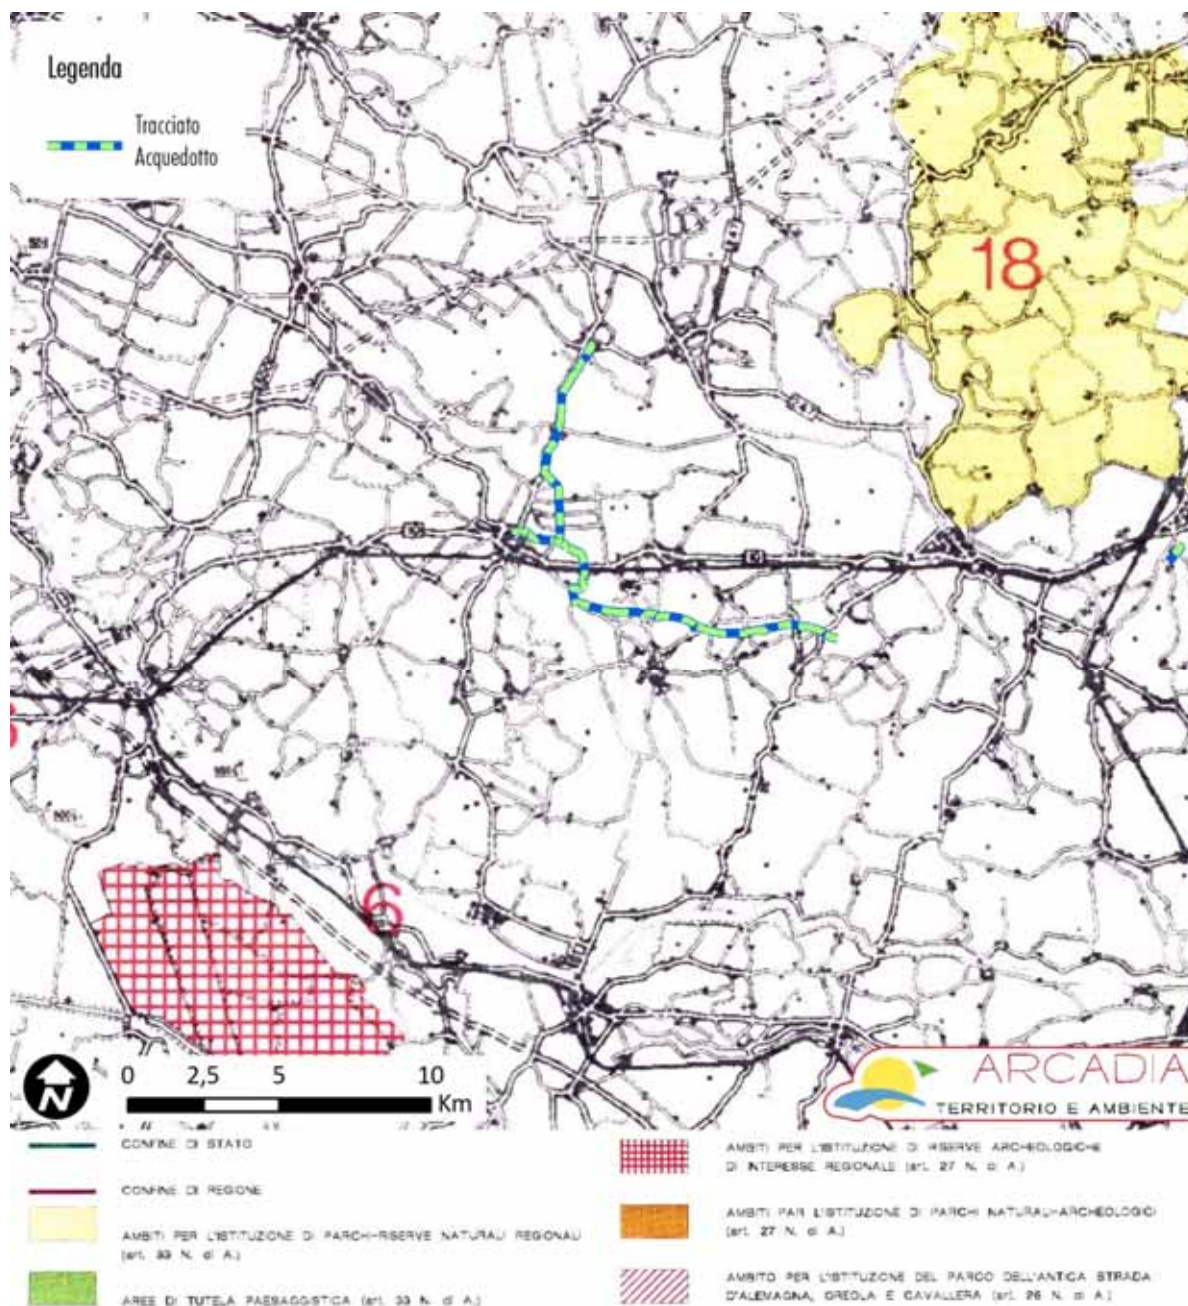 Legenda
Tracciato
Acquedotto
18
6
0 2,5 5 10
Km
N
ARCADIA
TERRITORIO E AMBIENTE
CONFINE DI STATO
CONFINE DI REGIONE
AMBITI PER L'ISTITUZIONE DI PARCHI-RISERVE NATURALI REGIONALI
(art. 33 N. di A.)
AREE DI TUTELA PAESAGGISTICA (art. 33 N. di A.)
AMBITI PER L'ISTITUZIONE DI RISERVE ARCHEOLOGICHE
DI INTERESSE REGIONALE (art. 27 N. di A.)
AMBITI PAR L'ISTITUZIONE DI PARCHI NATURALI-ARCHEOLOGICI
(art. 27 N. di A.)
AMBITO PER L'ISTITUZIONE DEL PARCO DELL'ANTICA STRADA
D'ALEMAGNA, GREOLA E CAVALLERA (art. 26 N. di A.)